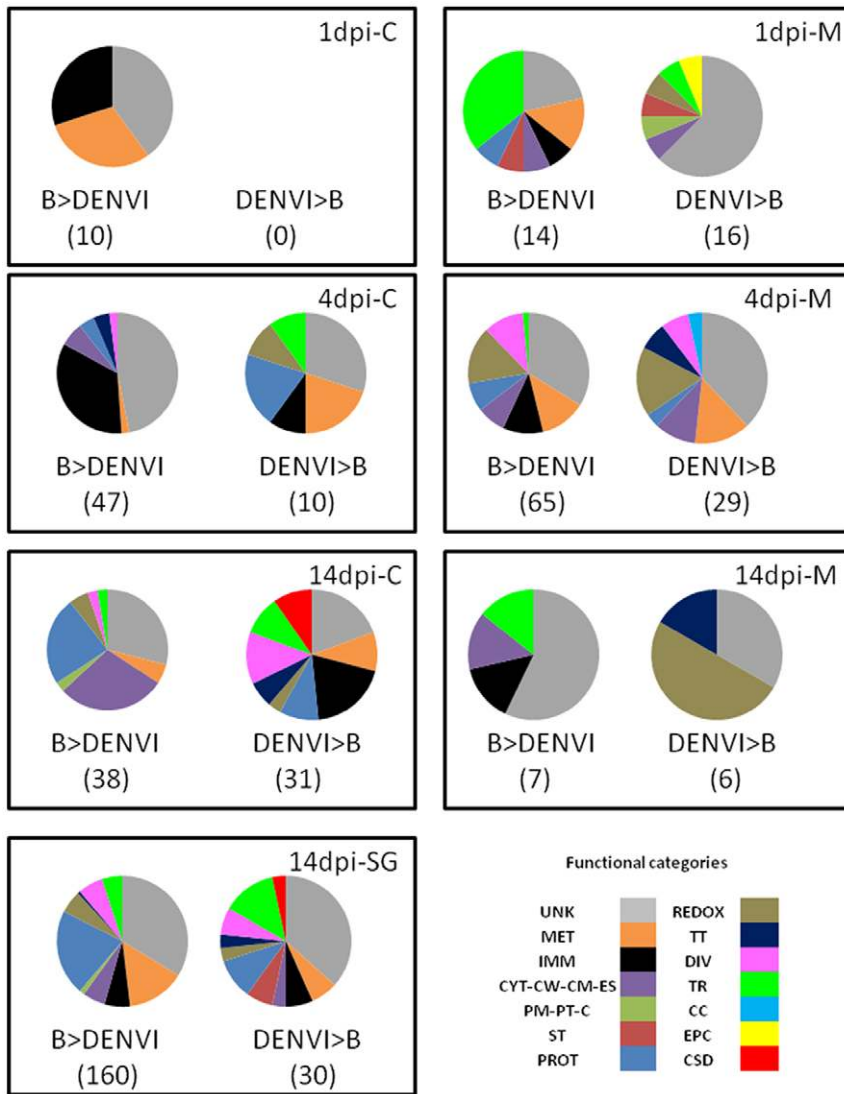 1dpi-C
B>DENVI DENVI>B
(10) (0)
1dpi-M
B>DENVI DENVI>B
(14) (16)
4dpi-C
B>DENVI DENVI>B
(47) (10)
4dpi-M
B>DENVI DENVI>B
(65) (29)
14dpi-C
B>DENVI DENVI>B
(38) (31)
14dpi-M
B>DENVI DENVI>B
(7) (6)
14dpi-SG
B>DENVI DENVI>B
(160) (30)
Functional categories
UNK REDOX
MET TT
IMM DIV
CYT-CW-CM-ES TR
PM-PT-C CC
ST EPC
PROT CSD